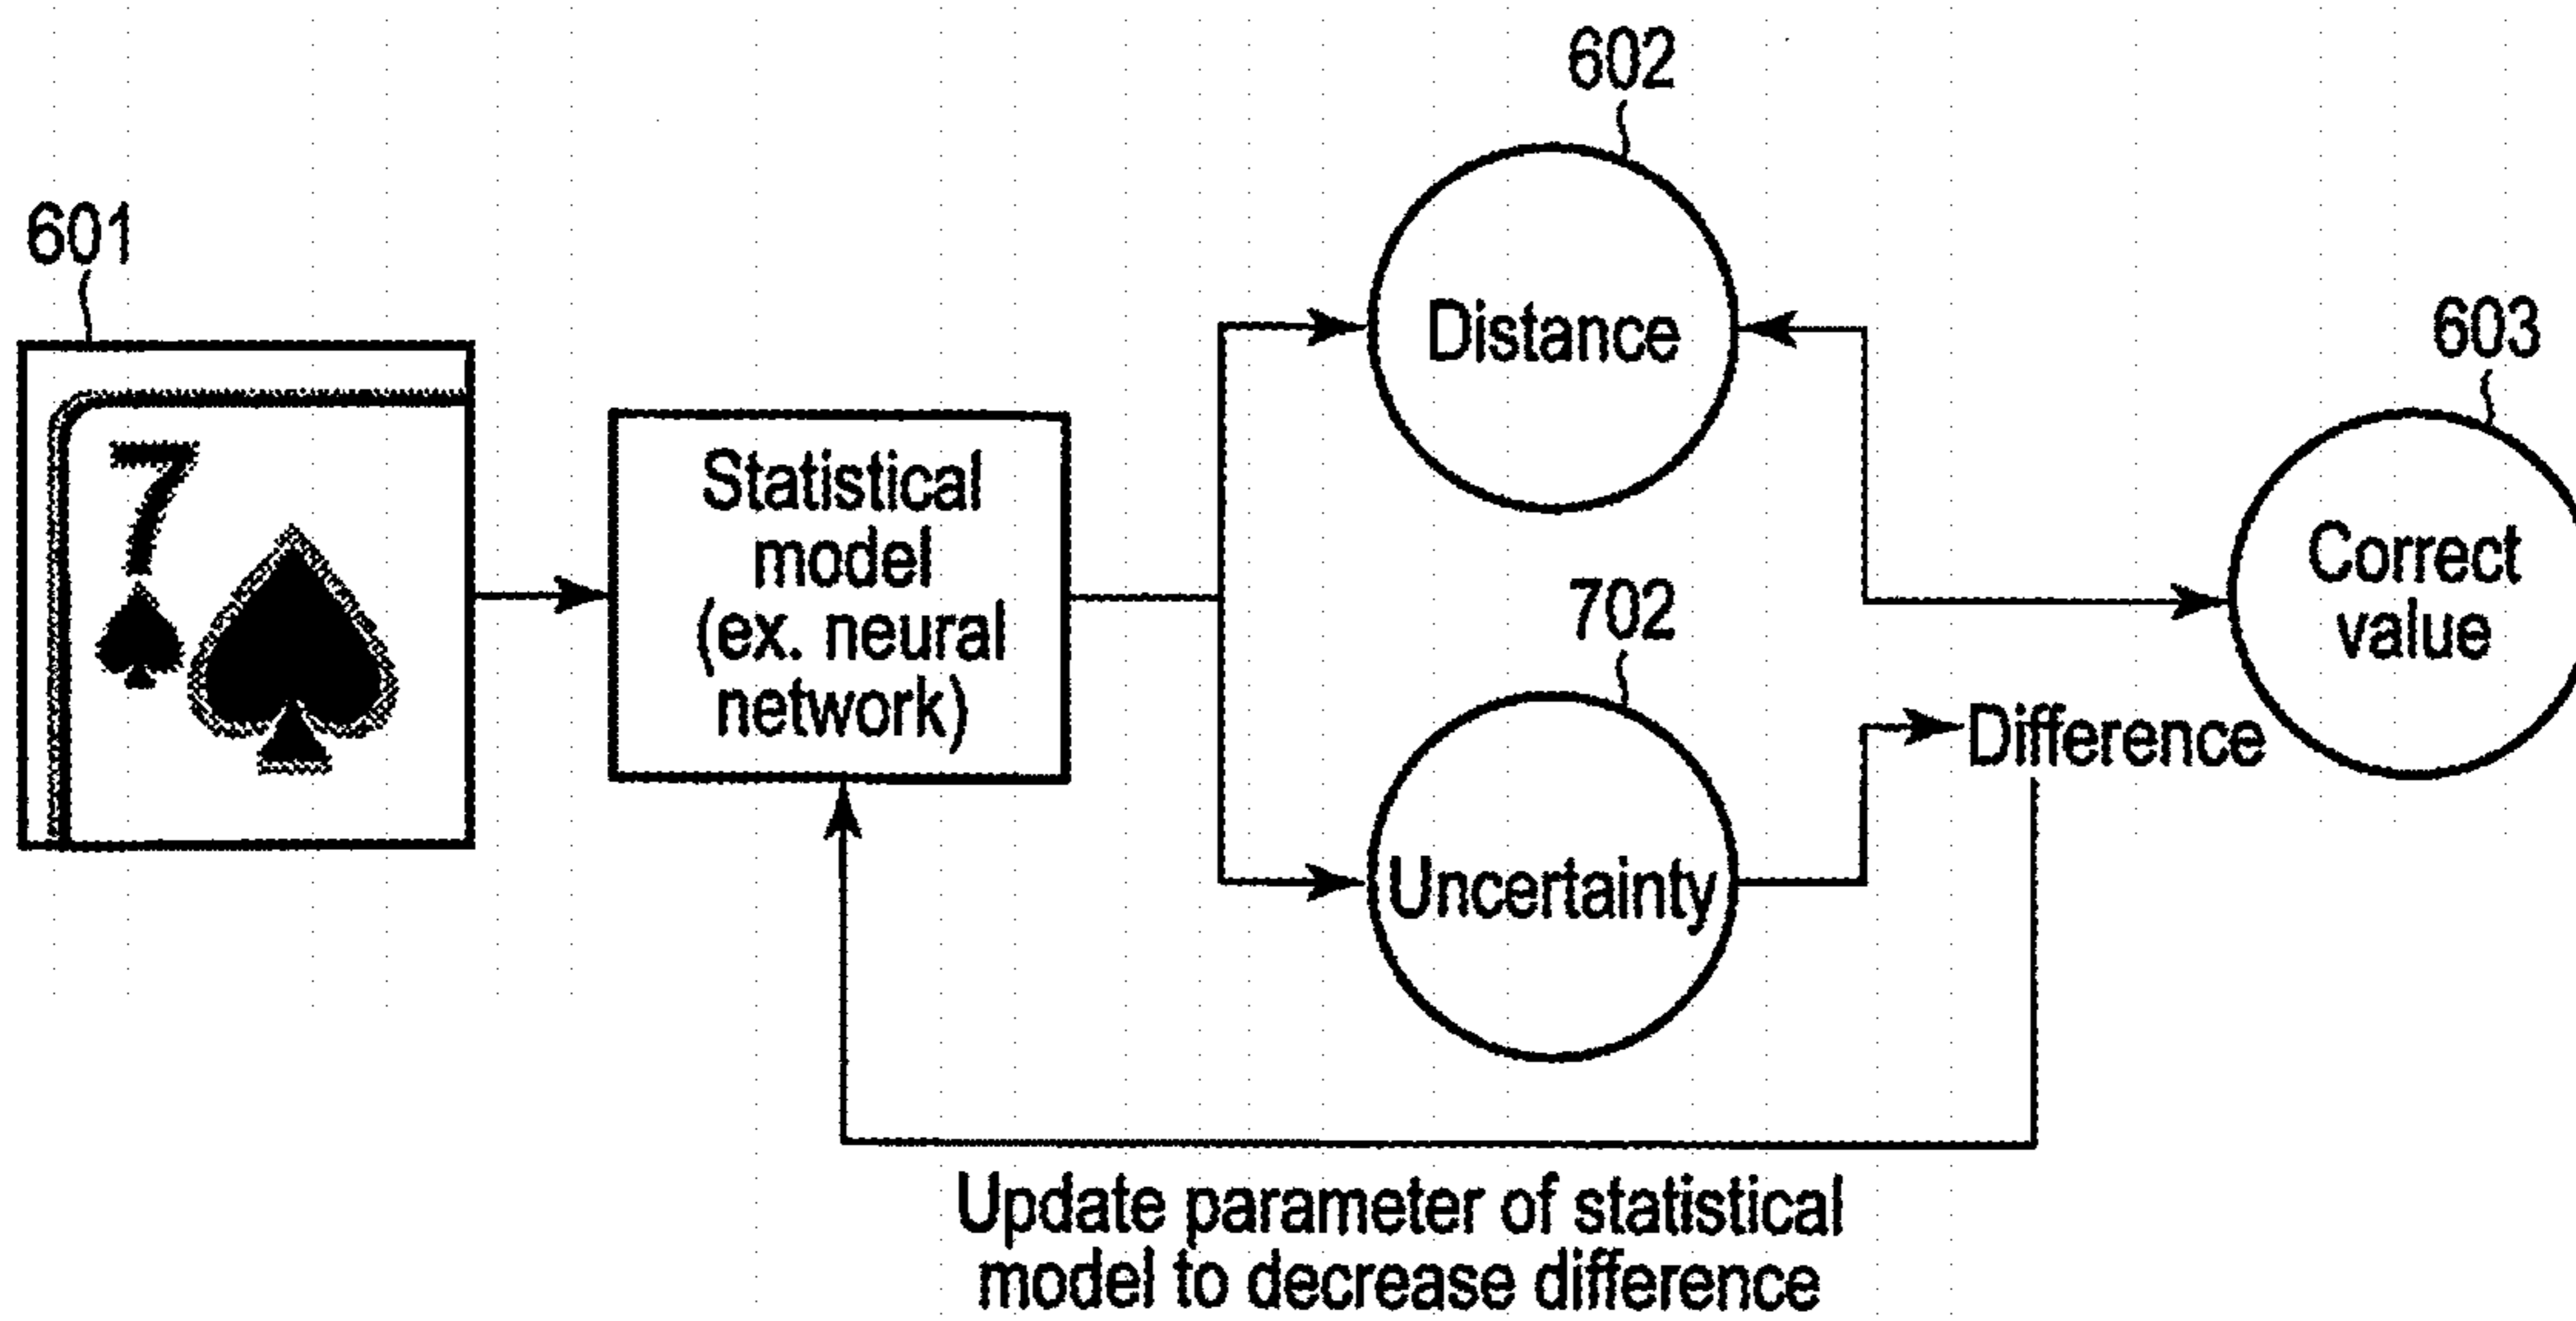 602
601
603
Distance
7
Statistical
model
(ex. neural
network)
Correct
value
702
Difference
Uncertainty
Update parameter of statistical
model to decrease difference